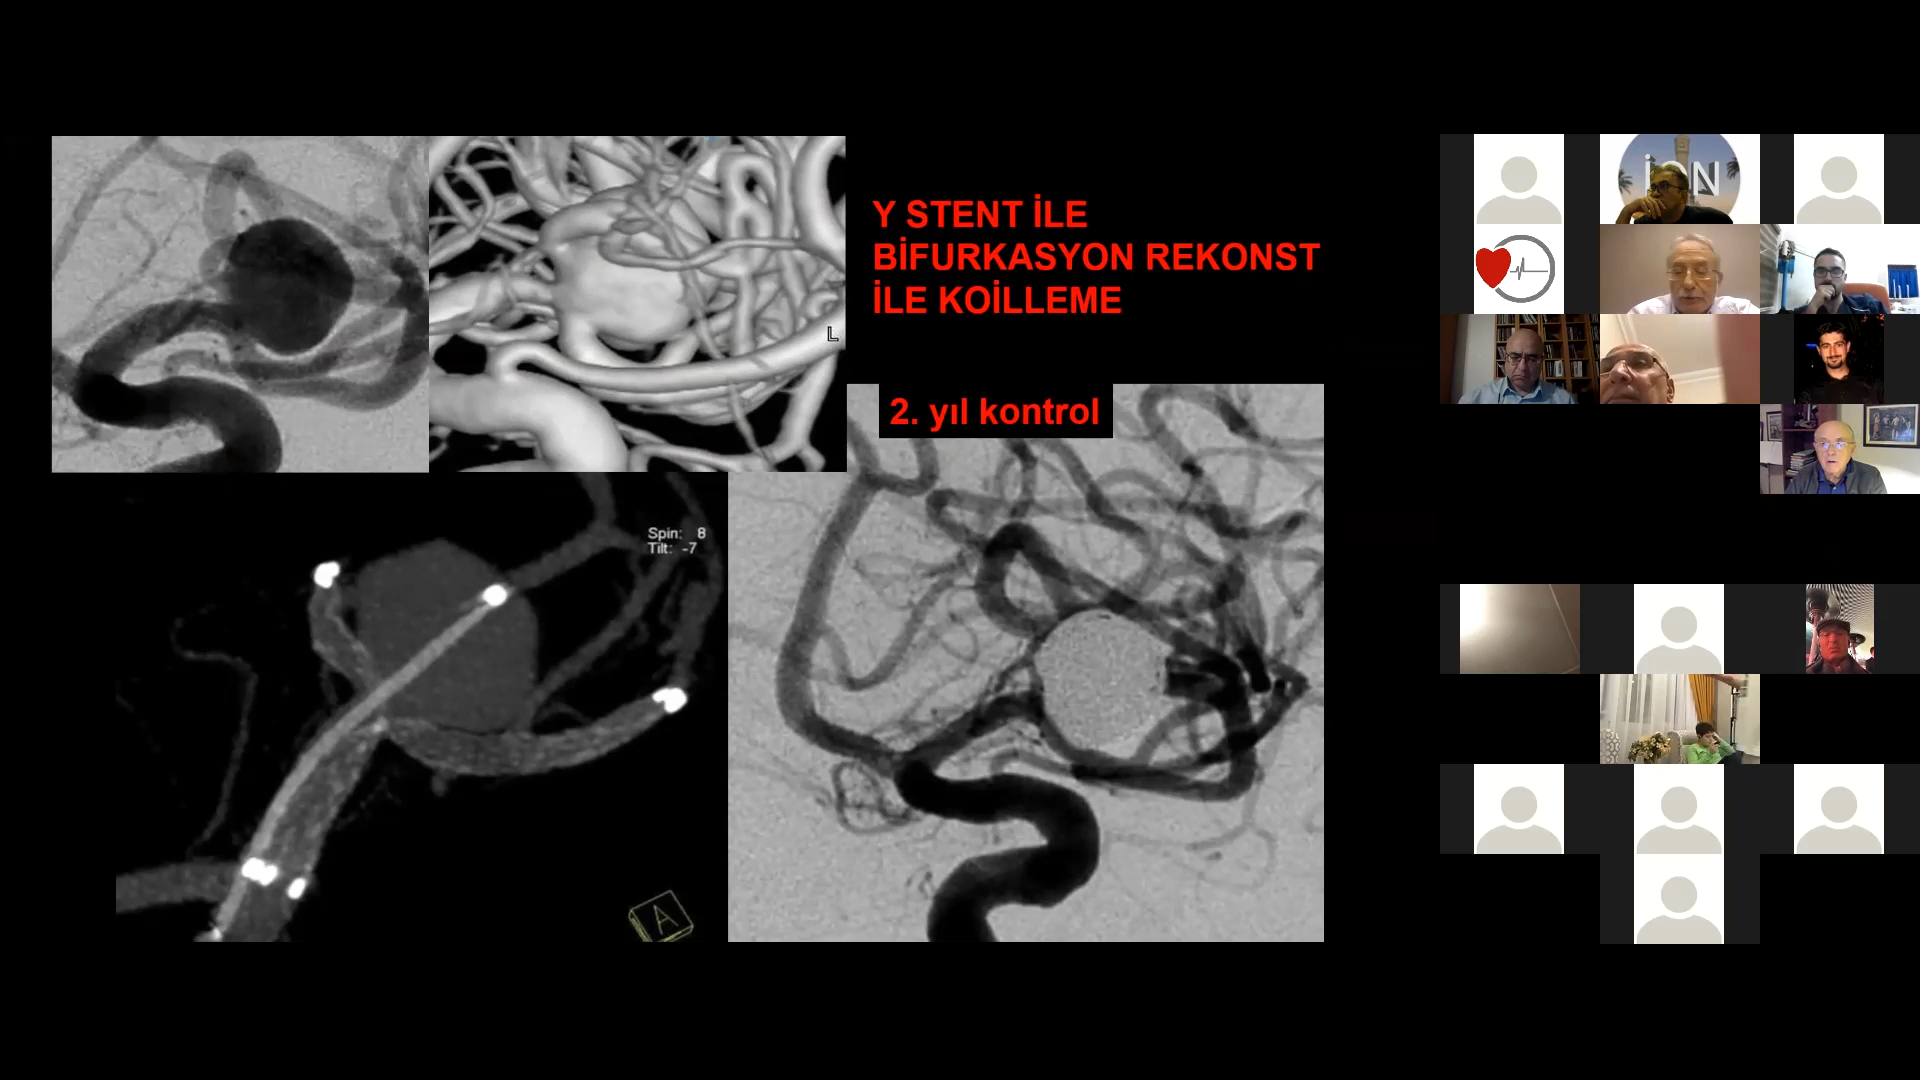 Y STENT İLE
BİFURKASYON REKONST
İLE KOİLLEME
L
2. yıl kontrol
Spin: 8
Tilt: -7
A
İ
N